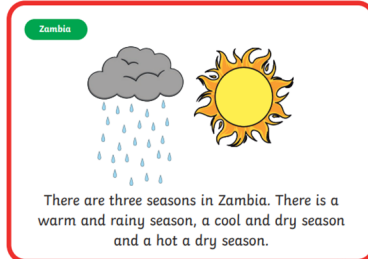 Zambia
There are three seasons in Zambia. There is a
warm and rainy season, a cool and dry season
and a hot a dry season.